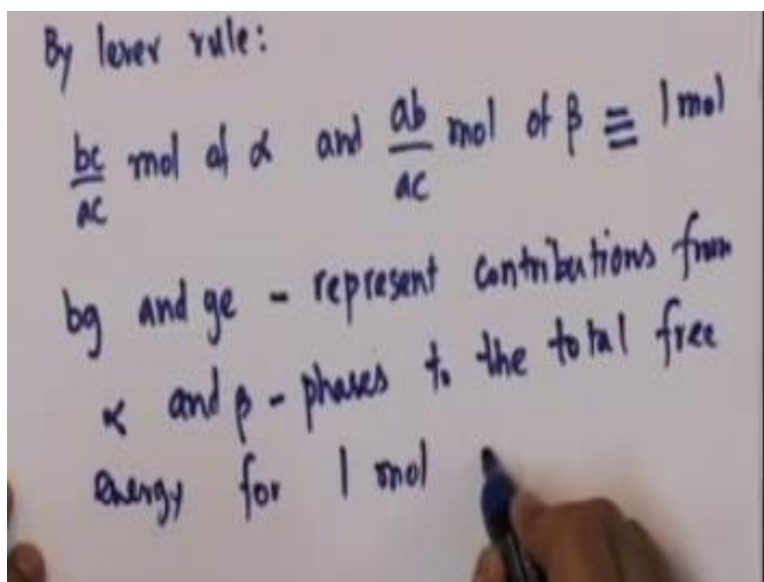 By lever rule:
bc/ac mol of α and ab/ac mol of β ≡ 1 mol
bg and ge - represent contributions from
α and β - phases to the total free
energy for 1 mol